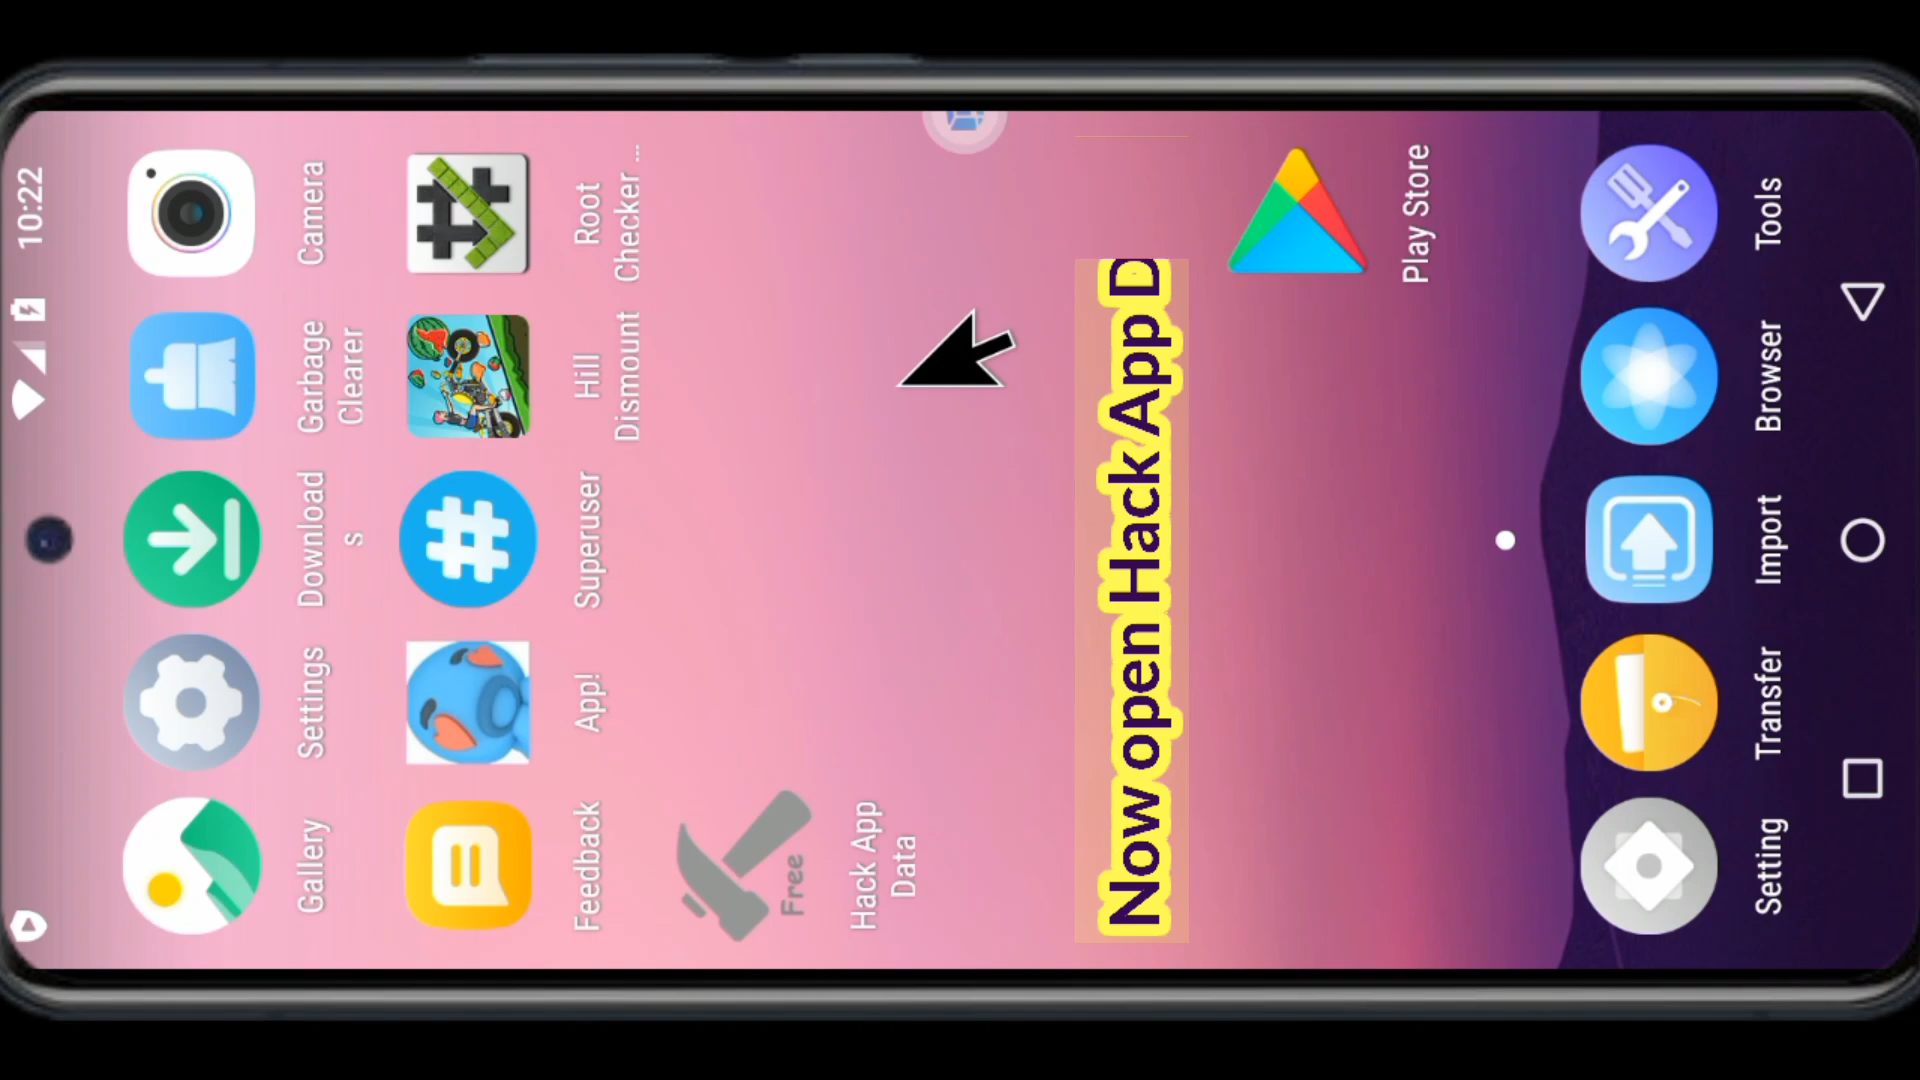 10:22
Gallery
Settings
Download
s
Garbage
Clearer
Camera
Feedback
App!
Superuser
Hill
Dismount
Root
Checker ...
Free
Hack App
Data
Now open Hack App D
Play Store
Setting
Transfer
Import
Browser
Tools